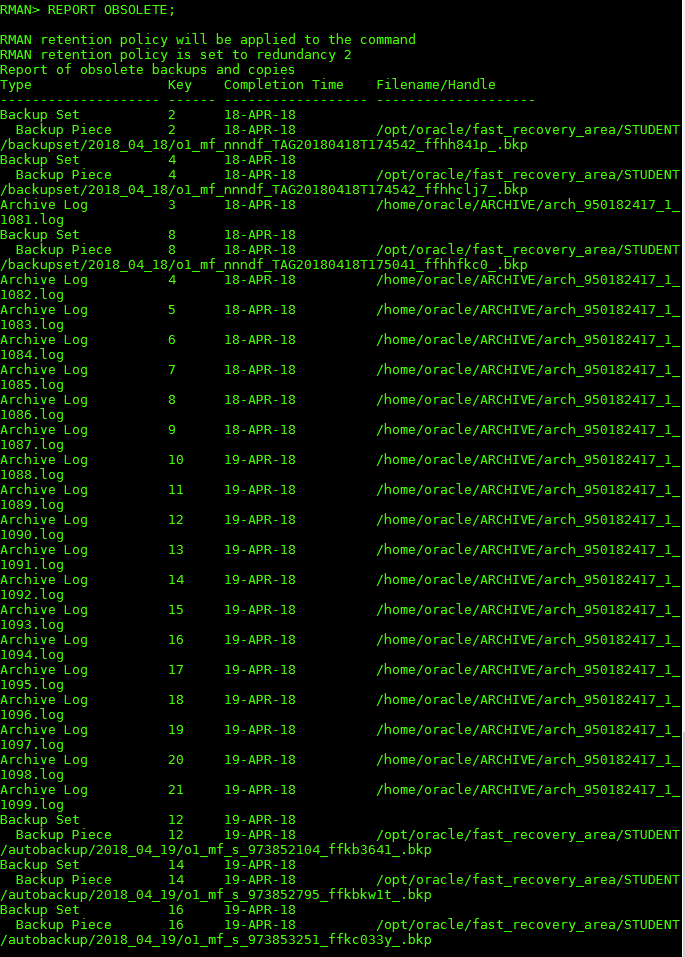 RMAN> REPORT OBSOLETE;
RMAN retention policy will be applied to the command
RMAN retention policy is set to redundancy 2
Report of obsolete backups and copies
Type                 Key    Completion Time    Filename/Handle
-------------------- ------ ------------------ --------------------
Backup Set           2      18-APR-18
  Backup Piece       2      18-APR-18          /opt/oracle/fast_recovery_area/STUDENT
/backupset/2018_04_18/o1_mf_nnndf_TAG20180418T174542_ffhh841p_.bkp
Backup Set           4      18-APR-18
  Backup Piece       4      18-APR-18          /opt/oracle/fast_recovery_area/STUDENT
/backupset/2018_04_18/o1_mf_nnndf_TAG20180418T174542_ffhhclj7_.bkp
Archive Log          3      18-APR-18          /home/oracle/ARCHIVE/arch_950182417_1_
1081.log
Backup Set           8      18-APR-18
  Backup Piece       8      18-APR-18          /opt/oracle/fast_recovery_area/STUDENT
/backupset/2018_04_18/o1_mf_nnndf_TAG20180418T175041_ffhhfkc0_.bkp
Archive Log          4      18-APR-18          /home/oracle/ARCHIVE/arch_950182417_1_
1082.log
Archive Log          5      18-APR-18          /home/oracle/ARCHIVE/arch_950182417_1_
1083.log
Archive Log          6      18-APR-18          /home/oracle/ARCHIVE/arch_950182417_1_
1084.log
Archive Log          7      18-APR-18          /home/oracle/ARCHIVE/arch_950182417_1_
1085.log
Archive Log          8      18-APR-18          /home/oracle/ARCHIVE/arch_950182417_1_
1086.log
Archive Log          9      18-APR-18          /home/oracle/ARCHIVE/arch_950182417_1_
1087.log
Archive Log          10     19-APR-18          /home/oracle/ARCHIVE/arch_950182417_1_
1088.log
Archive Log          11     19-APR-18          /home/oracle/ARCHIVE/arch_950182417_1_
1089.log
Archive Log          12     19-APR-18          /home/oracle/ARCHIVE/arch_950182417_1_
1090.log
Archive Log          13     19-APR-18          /home/oracle/ARCHIVE/arch_950182417_1_
1091.log
Archive Log          14     19-APR-18          /home/oracle/ARCHIVE/arch_950182417_1_
1092.log
Archive Log          15     19-APR-18          /home/oracle/ARCHIVE/arch_950182417_1_
1093.log
Archive Log          16     19-APR-18          /home/oracle/ARCHIVE/arch_950182417_1_
1094.log
Archive Log          17     19-APR-18          /home/oracle/ARCHIVE/arch_950182417_1_
1095.log
Archive Log          18     19-APR-18          /home/oracle/ARCHIVE/arch_950182417_1_
1096.log
Archive Log          19     19-APR-18          /home/oracle/ARCHIVE/arch_950182417_1_
1097.log
Archive Log          20     19-APR-18          /home/oracle/ARCHIVE/arch_950182417_1_
1098.log
Archive Log          21     19-APR-18          /home/oracle/ARCHIVE/arch_950182417_1_
1099.log
Backup Set           12     19-APR-18
  Backup Piece       12     19-APR-18          /opt/oracle/fast_recovery_area/STUDENT
/autobackup/2018_04_19/o1_mf_s_973852104_ffkb3641_.bkp
Backup Set           14     19-APR-18
  Backup Piece       14     19-APR-18          /opt/oracle/fast_recovery_area/STUDENT
/autobackup/2018_04_19/o1_mf_s_973852795_ffkbkw1t_.bkp
Backup Set           16     19-APR-18
  Backup Piece       16     19-APR-18          /opt/oracle/fast_recovery_area/STUDENT
/autobackup/2018_04_19/o1_mf_s_973853251_ffkc033y_.bkp